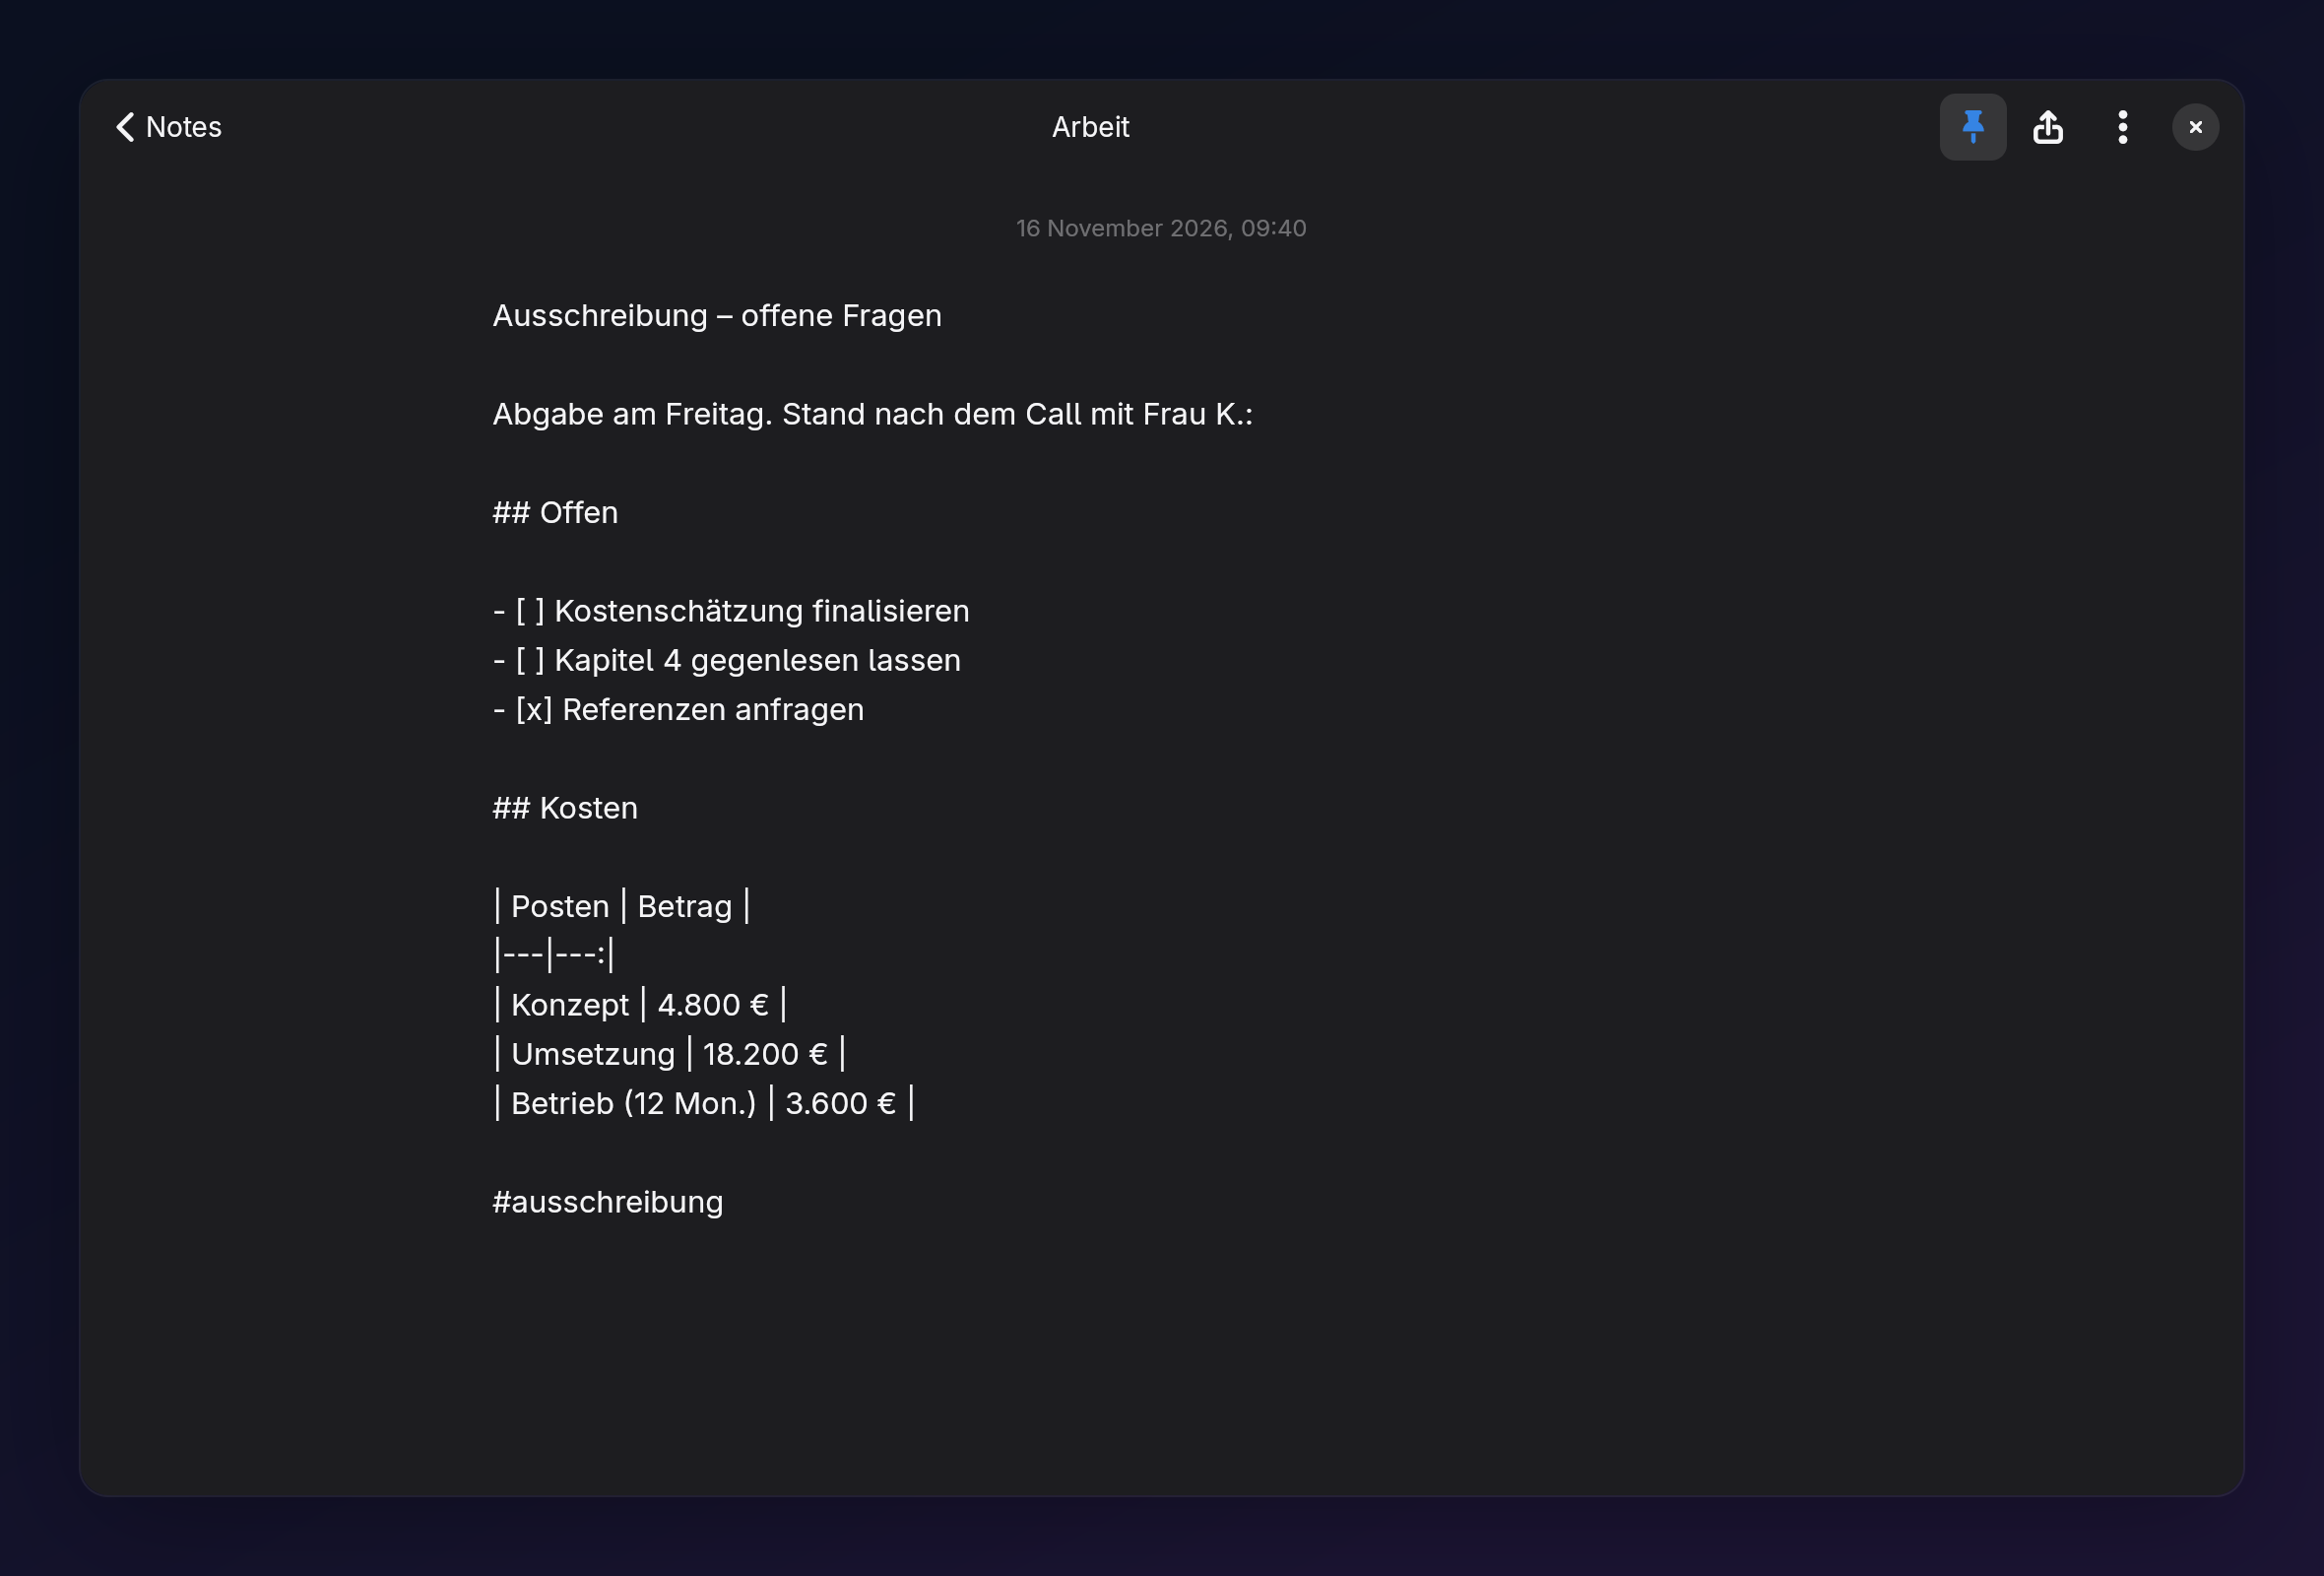 Notes
Arbeit
16 November 2026, 09:40
Ausschreibung – offene Fragen
Abgabe am Freitag. Stand nach dem Call mit Frau K.:
## Offen
- [ ] Kostenschätzung finalisieren
- [ ] Kapitel 4 gegenlesen lassen
- [x] Referenzen anfragen
## Kosten
| Posten | Betrag |
|---|---:|
| Konzept | 4.800 € |
| Umsetzung | 18.200 € |
| Betrieb (12 Mon.) | 3.600 € |
#ausschreibung